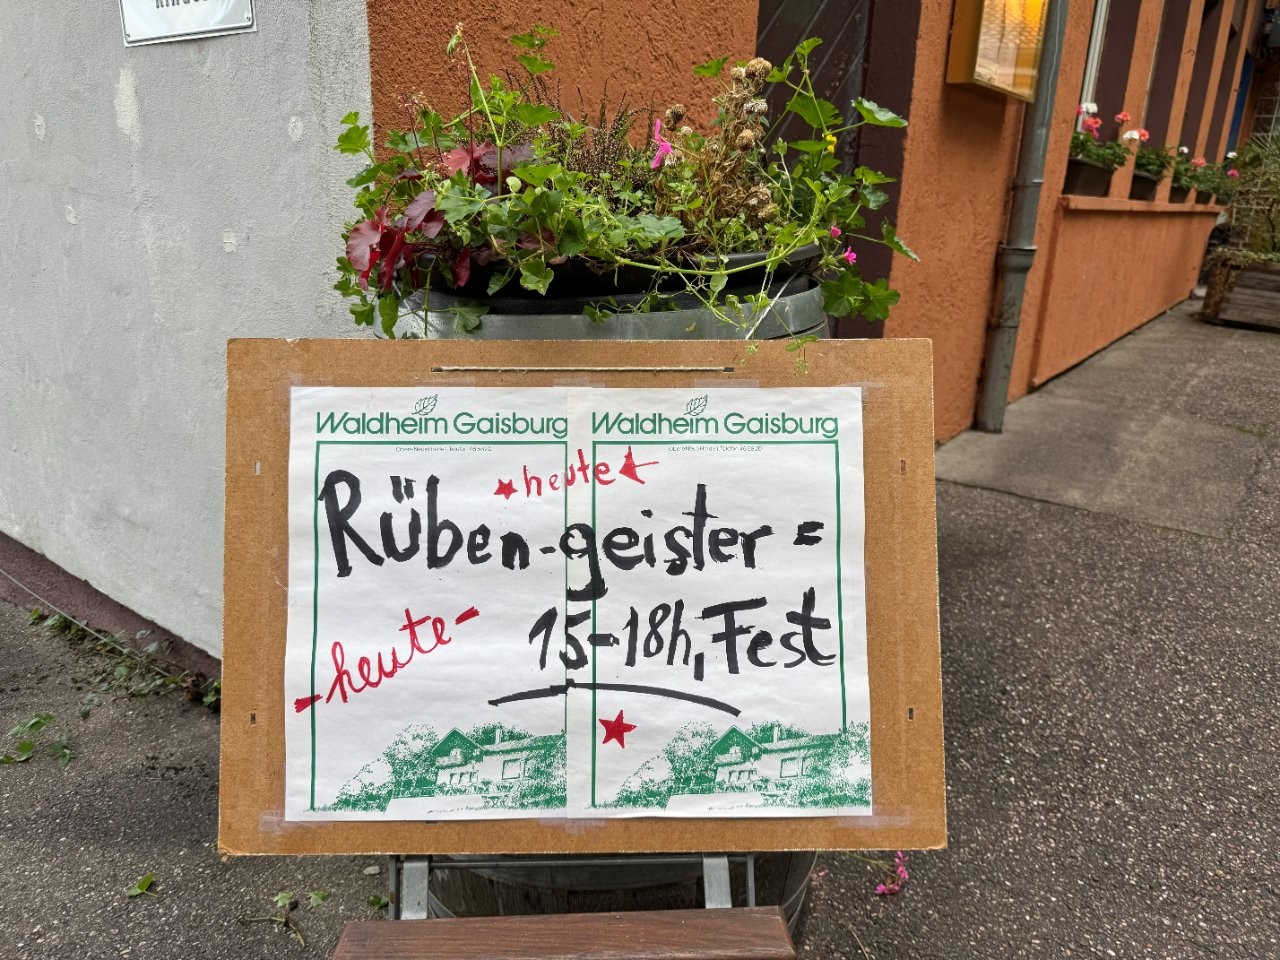 Waldheim Gaisburg Waldheim Gaisburg
heute
Rüben-geister=
-heute-
15-18h, Fest